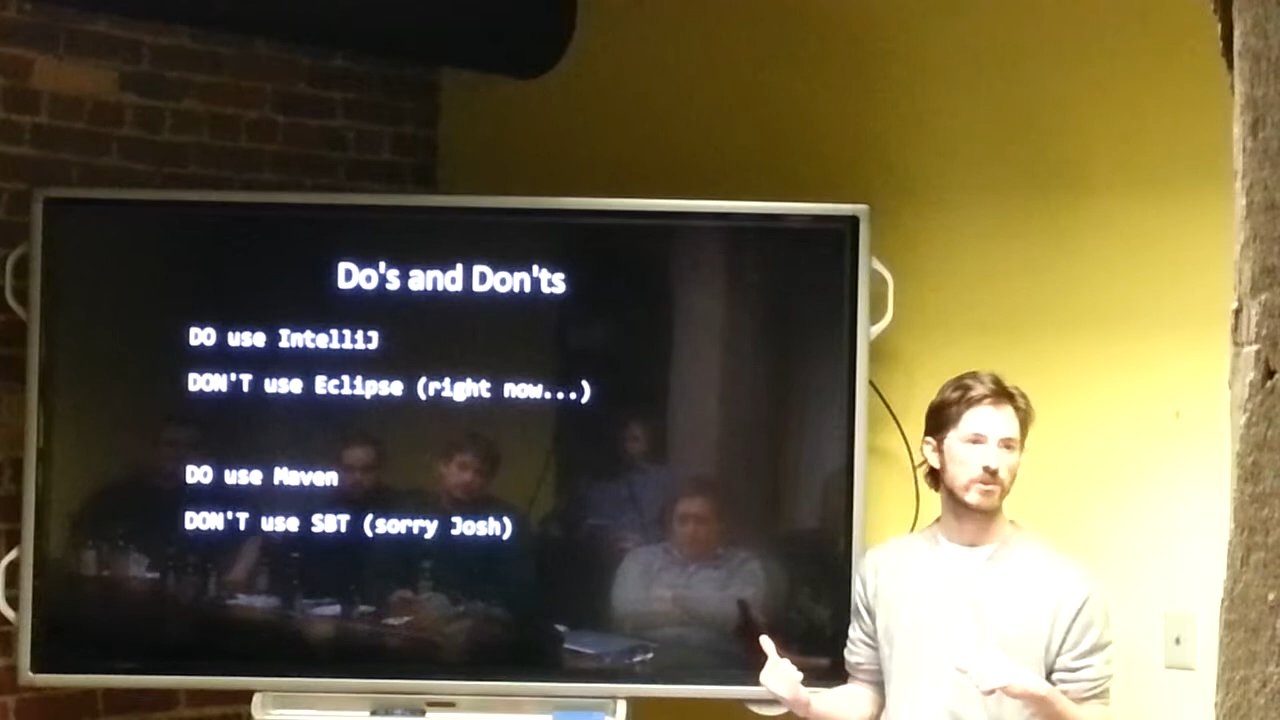 Do's and Don'ts
DO use IntelliJ
DON'T use Eclipse (right now...)
DO use Maven
DON'T use SBT (sorry Josh)